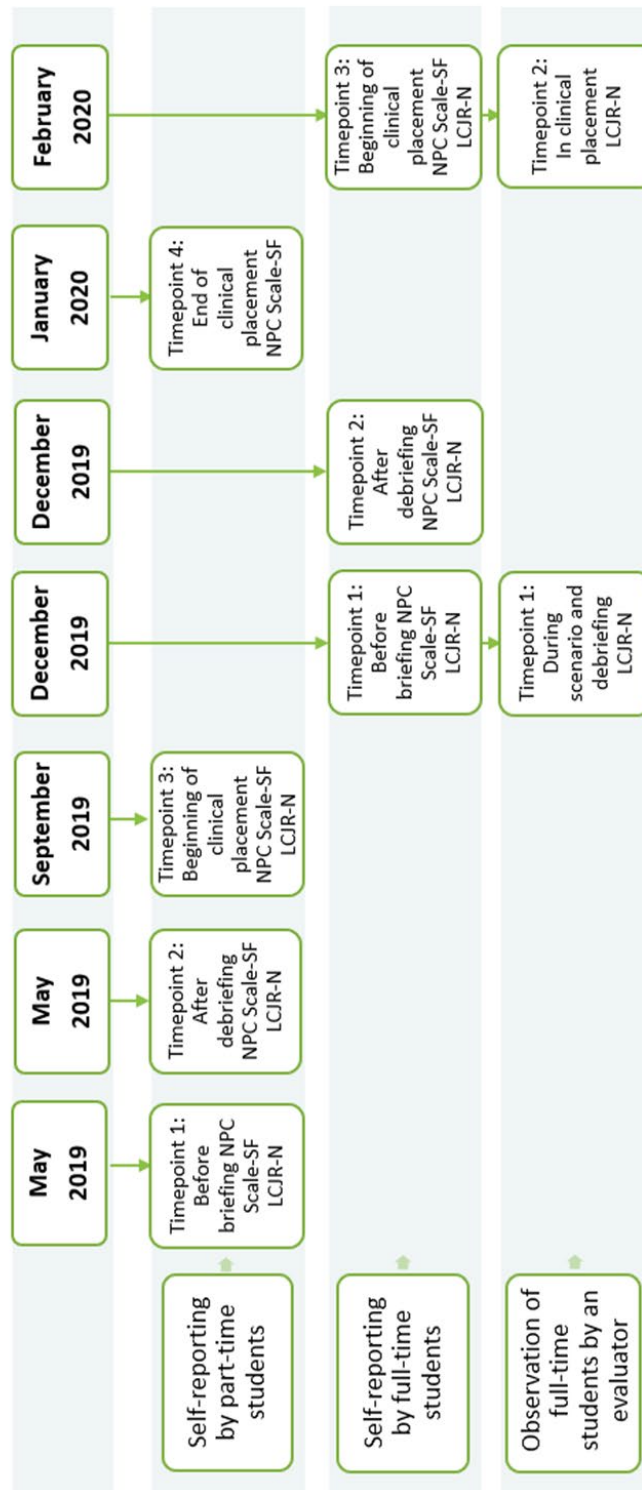 May
2019
May
2019
September
2019
December
2019
December
2019
January
2020
February
2020
Self-reporting
by part-time
students
Timepoint 1:
Before
briefing NPC
Scale-SF
LCJR-N
Timepoint 2:
After
debriefing
NPC Scale-SF
LCJR-N
Timepoint 3:
Beginning of
clinical
placement
NPC Scale-SF
LCJR-N
Timepoint 4:
End of
clinical
placement
NPC Scale-SF
Self-reporting
by full-time
students
Timepoint 1:
Before
briefing NPC
Scale-SF
LCJR-N
Timepoint 2:
After
debriefing
NPC Scale-SF
LCJR-N
Timepoint 3:
Beginning of
clinical
placement
NPC Scale-SF
LCJR-N
Observation of
full-time
students by an
evaluator
Timepoint 1:
During
scenario and
debriefing
LCJR-N
Timepoint 2:
In clinical
placement
LCJR-N